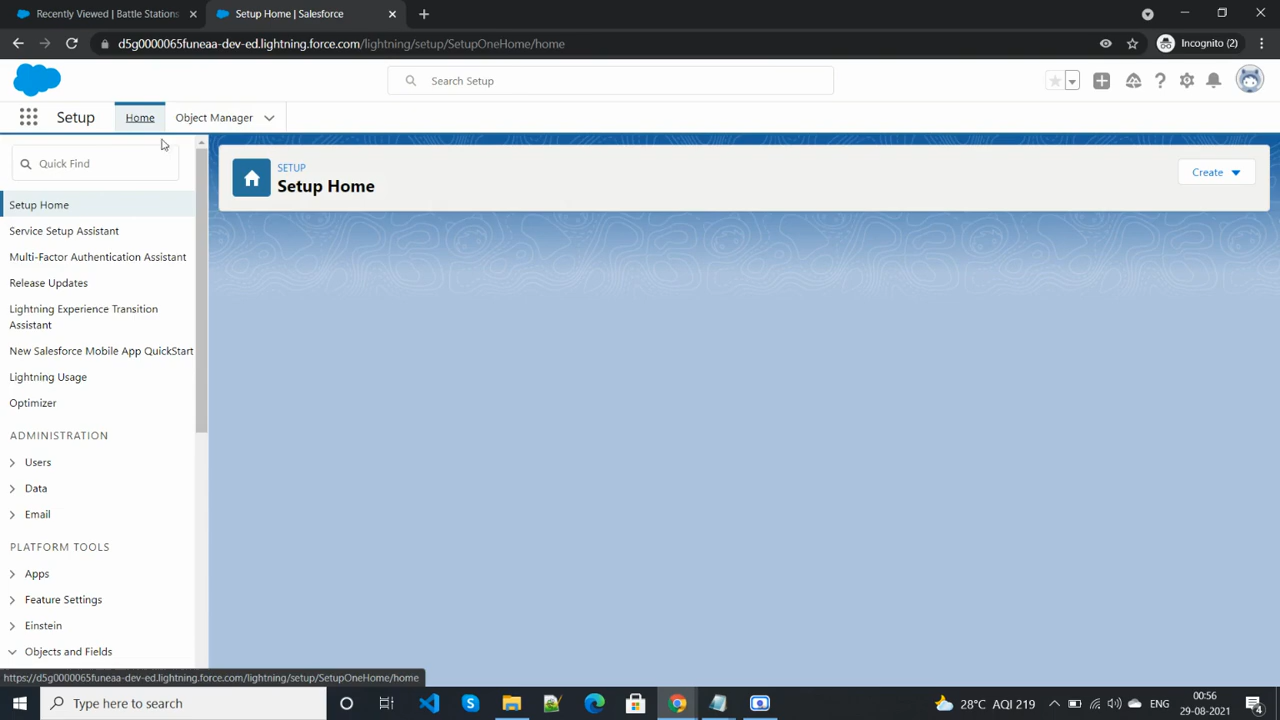 Recently Viewed | Battle Stations
Setup Home | Salesforce
d5g0000065funeaa-dev-ed.lightning.force.com/lightning/setup/SetupOneHome/home
Incognito (2)
Search Setup
Setup
Home
Object Manager
Quick Find
SETUP
Setup Home
Create
Setup Home
Service Setup Assistant
Multi-Factor Authentication Assistant
Release Updates
Lightning Experience Transition
Assistant
New Salesforce Mobile App QuickStart
Lightning Usage
Optimizer
ADMINISTRATION
Users
Data
Email
PLATFORM TOOLS
Apps
Feature Settings
Einstein
Objects and Fields
https://d5g0000065funeaa-dev-ed.lightning.force.com/lightning/setup/SetupOneHome/home
Type here to search
28°C AQI 219
ENG
00:56
29-08-2021
4